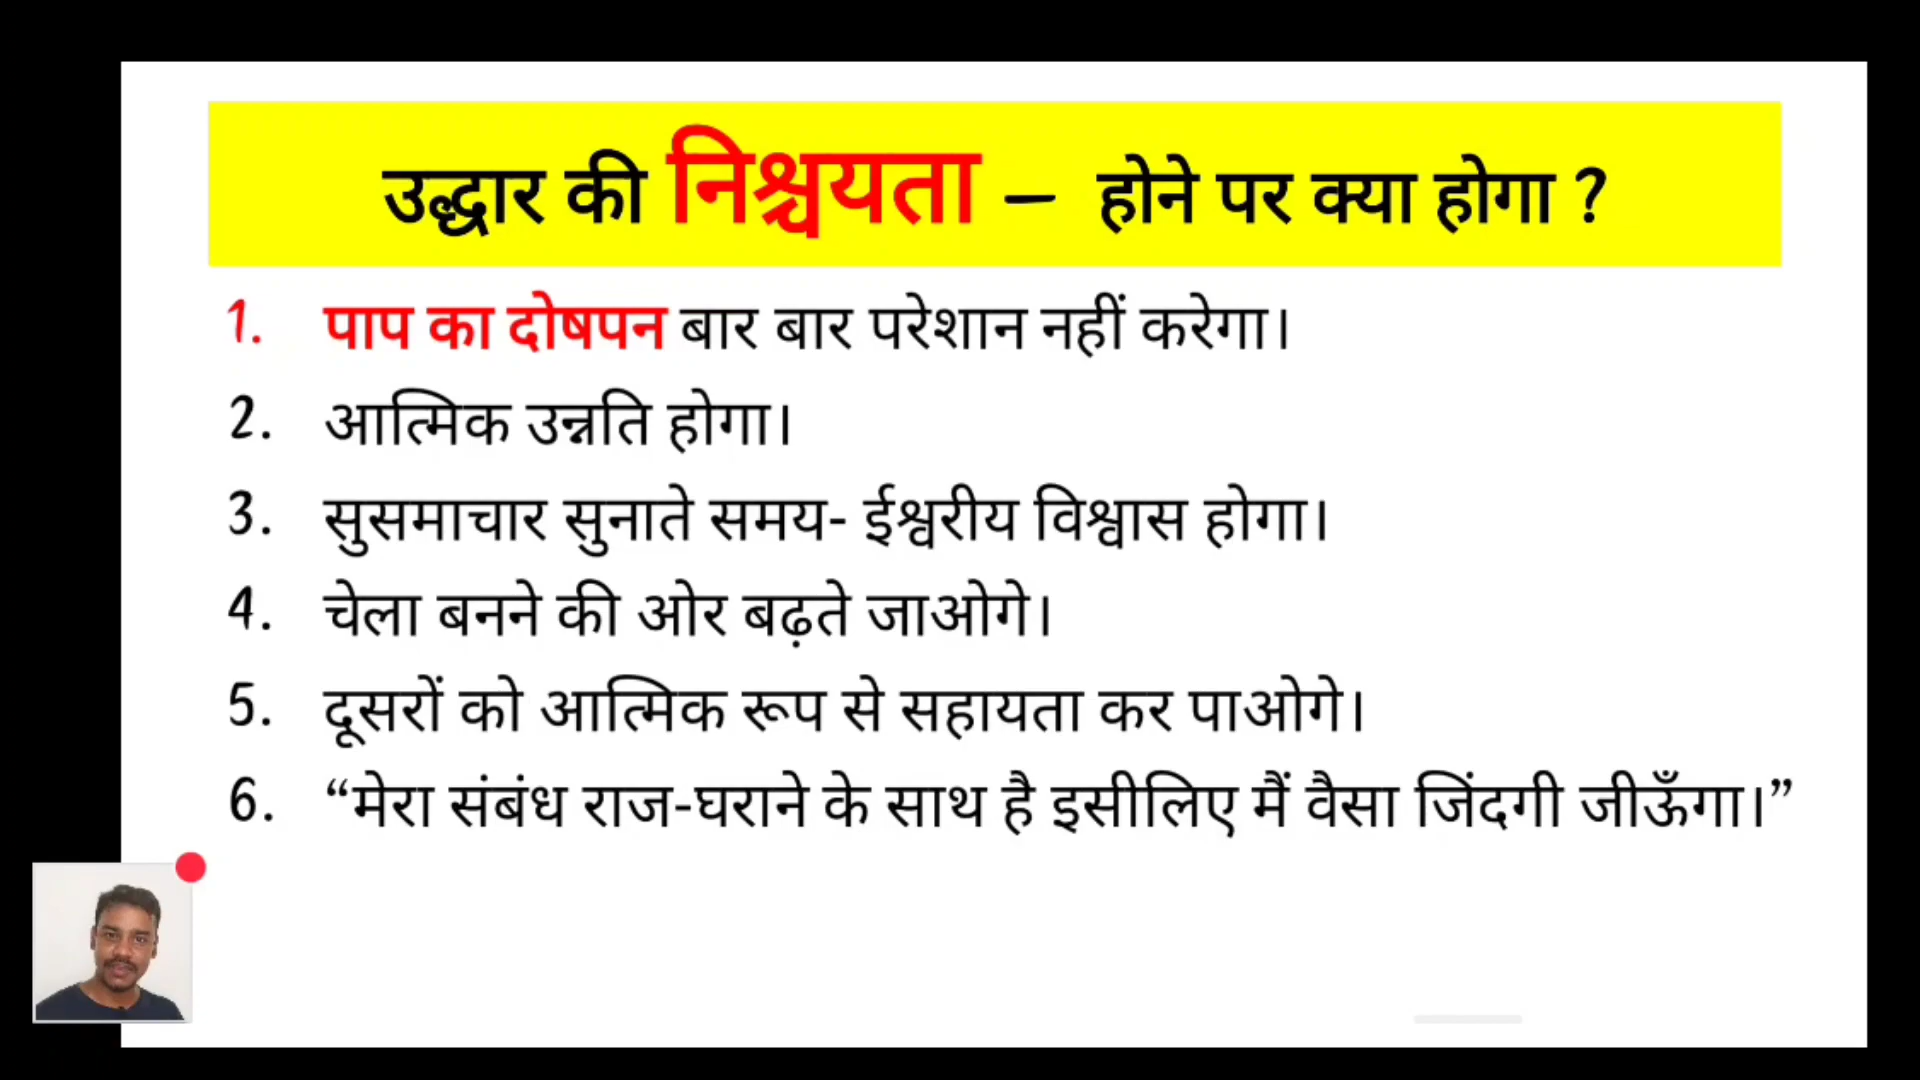 उद्धार की निश्चयता – होने पर क्या होगा ?
1. पाप का दोषपन बार बार परेशान नहीं करेगा।
2. आत्मिक उन्नति होगा।
3. सुसमाचार सुनाते समय- ईश्वरीय विश्वास होगा।
4. चेला बनने की ओर बढ़ते जाओगे।
5. दूसरों को आत्मिक रूप से सहायता कर पाओगे।
6. “मेरा संबंध राज-घराने के साथ है इसीलिए मैं वैसा जिंदगी जीऊँगा।”